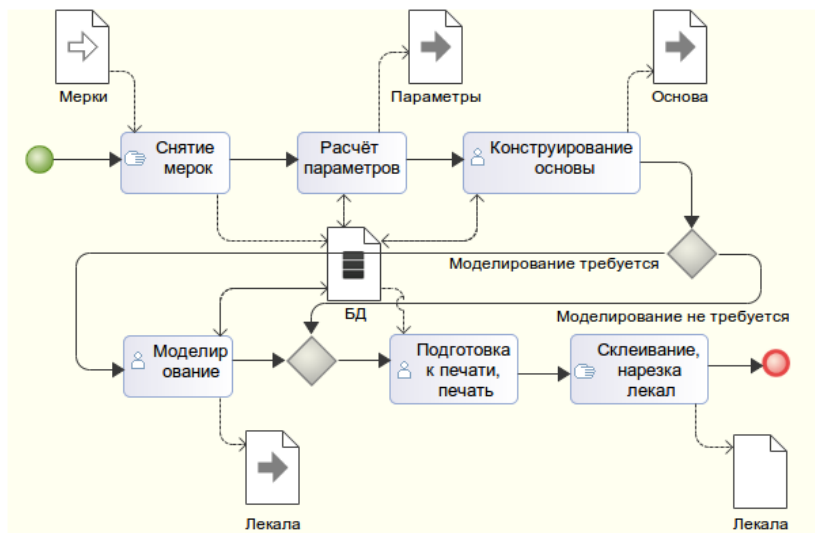 Мерки
Параметры
Основа
Снятие
мерок
Расчёт
параметров
Конструирование
основы
Моделирование требуется
БД
Моделирование не требуется
Моделир
ование
Подготовка
к печати,
печать
Склеивание,
нарезка
лекал
Лекала
Лекала